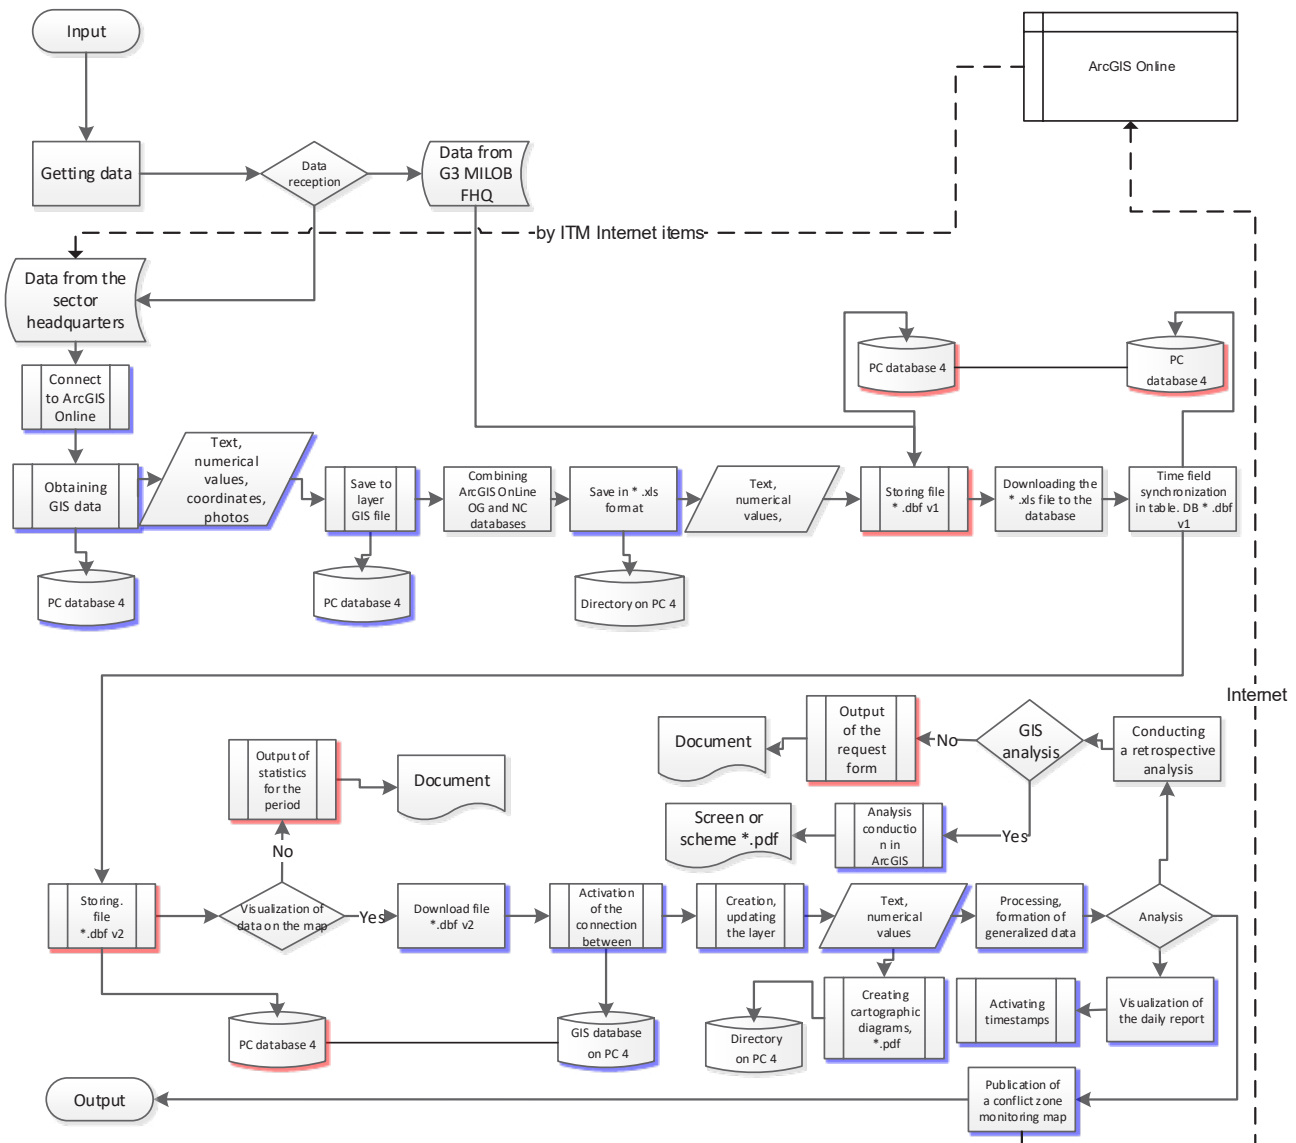 Input
ArcGIS Online
Getting data
Data
reception
Data from
G3 MILOB
FHQ
by ITM Internet items
Data from the
sector
headquarters
PC database 4
PC
database 4
Connect
to ArcGIS
Online
Obtaining
GIS data
Text,
numerical
values,
coordinates,
photos
Save to
layer
GIS file
Combining
ArcGIS OnLine
OG and NC
databases
Save in * .xls
format
Text,
numerical
values,
Storing file
* .dbf v1
Downloading the
* .xls file to the
database
Time field
synchronization
in table. DB * .dbf
v1
PC database 4
PC database 4
Directory on PC 4
Internet
Output of
statistics
for the
period
Document
Document
Output
of the
request
form
No
GIS
analysis
Conducting
a retrospective
analysis
Screen or
scheme *.pdf
Analysis
conductio
n in
ArcGIS
Yes
No
Storing.
file
*.dbf v2
Visualization of
data on the map
Yes
Download file
*.dbf v2
Activation
of the
connection
between
Creation,
updating
the layer
Text,
numerical
values
Processing,
formation of
generalized data
Analysis
PC database 4
GIS database
on PC 4
Directory
on PC 4
Creating
cartographic
diagrams,
*.pdf
Activating
timestamps
Visualization of
the daily report
Output
Publication of
a conflict zone
monitoring map